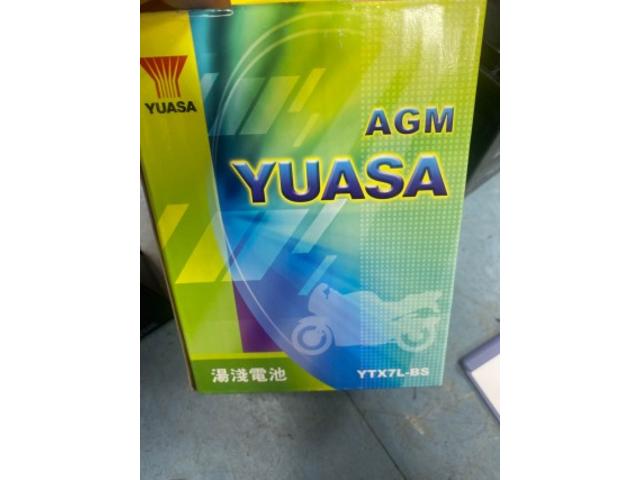 YUASA
AGM
YUASA
湯淺電池
YTX7L-BS